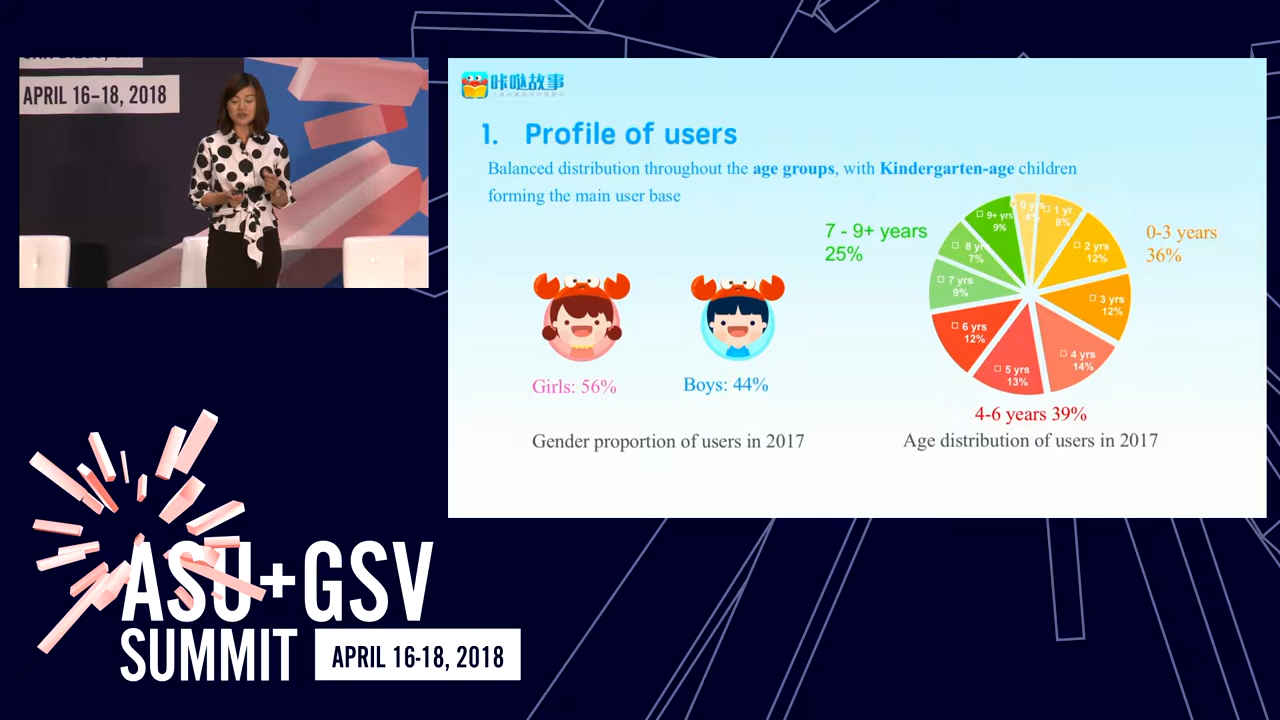 APRIL 16-18, 2018
咔哒故事
1. Profile of users
Balanced distribution throughout the age groups, with Kindergarten-age children
forming the main user base
Girls: 56%
Boys: 44%
Gender proportion of users in 2017
7 - 9+ years
25%
0-3 years
36%
9+ yrs
9%
4%
1 yr
8%
2 yrs
12%
3 yrs
12%
4 yrs
14%
5 yrs
13%
6 yrs
12%
7 yrs
9%
8 yr
7%
4-6 years 39%
Age distribution of users in 2017
ASU+GSV
SUMMIT
APRIL 16-18, 2018